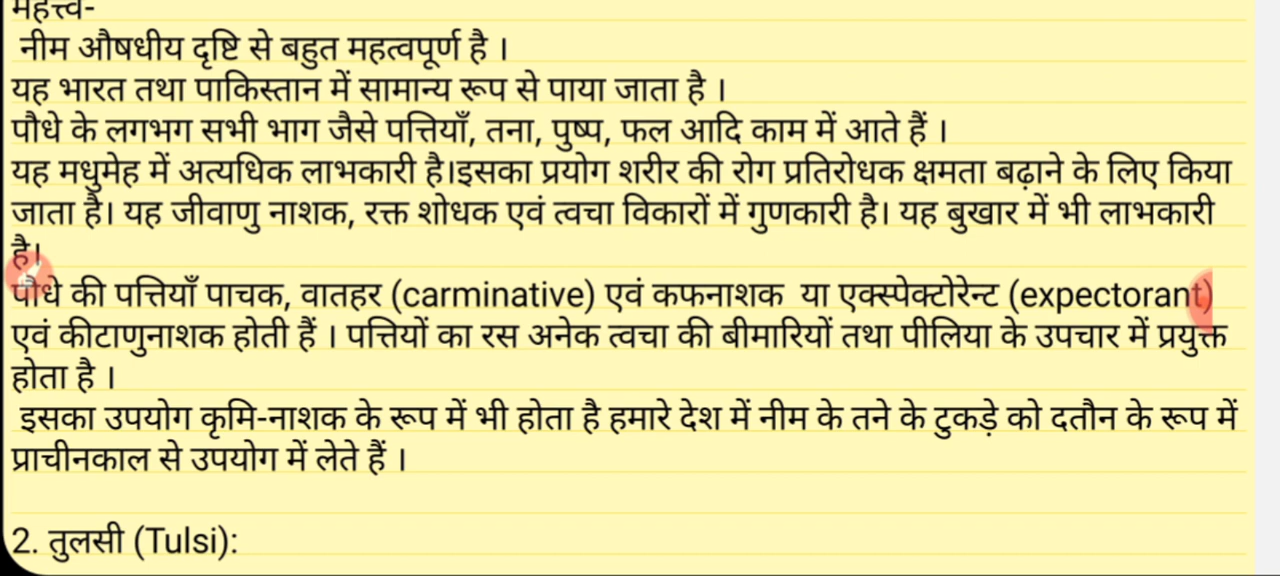 महत्त्व-
नीम औषधीय दृष्टि से बहुत महत्वपूर्ण है ।
यह भारत तथा पाकिस्तान में सामान्य रूप से पाया जाता है ।
पौधे के लगभग सभी भाग जैसे पत्तियाँ, तना, पुष्प, फल आदि काम में आते हैं ।
यह मधुमेह में अत्यधिक लाभकारी है।इसका प्रयोग शरीर की रोग प्रतिरोधक क्षमता बढ़ाने के लिए किया
जाता है। यह जीवाणु नाशक, रक्त शोधक एवं त्वचा विकारों में गुणकारी है। यह बुखार में भी लाभकारी
है।
पौधे की पत्तियाँ पाचक, वातहर (carminative) एवं कफनाशक या एक्स्पेक्टोरेन्ट (expectorant)
एवं कीटाणुनाशक होती हैं । पत्तियों का रस अनेक त्वचा की बीमारियों तथा पीलिया के उपचार में प्रयुक्त
होता है ।
इसका उपयोग कृमि-नाशक के रूप में भी होता है हमारे देश में नीम के तने के टुकड़े को दतौन के रूप में
प्राचीनकाल से उपयोग में लेते हैं ।
2. तुलसी (Tulsi):